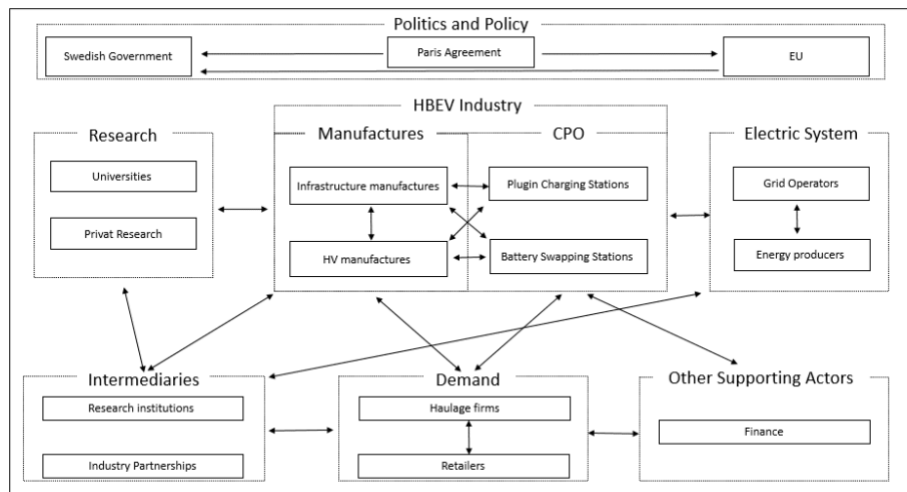 Politics and Policy
Swedish Government
Paris Agreement
EU
HBEV Industry
Research
Manufactures
CPO
Electric System
Universities
Infrastructure manufactures
Plugin Charging Stations
Grid Operators
Privat Research
HV manufactures
Battery Swapping Stations
Energy producers
Intermediaries
Demand
Other Supporting Actors
Research institutions
Haulage firms
Finance
Industry Partnerships
Retailers